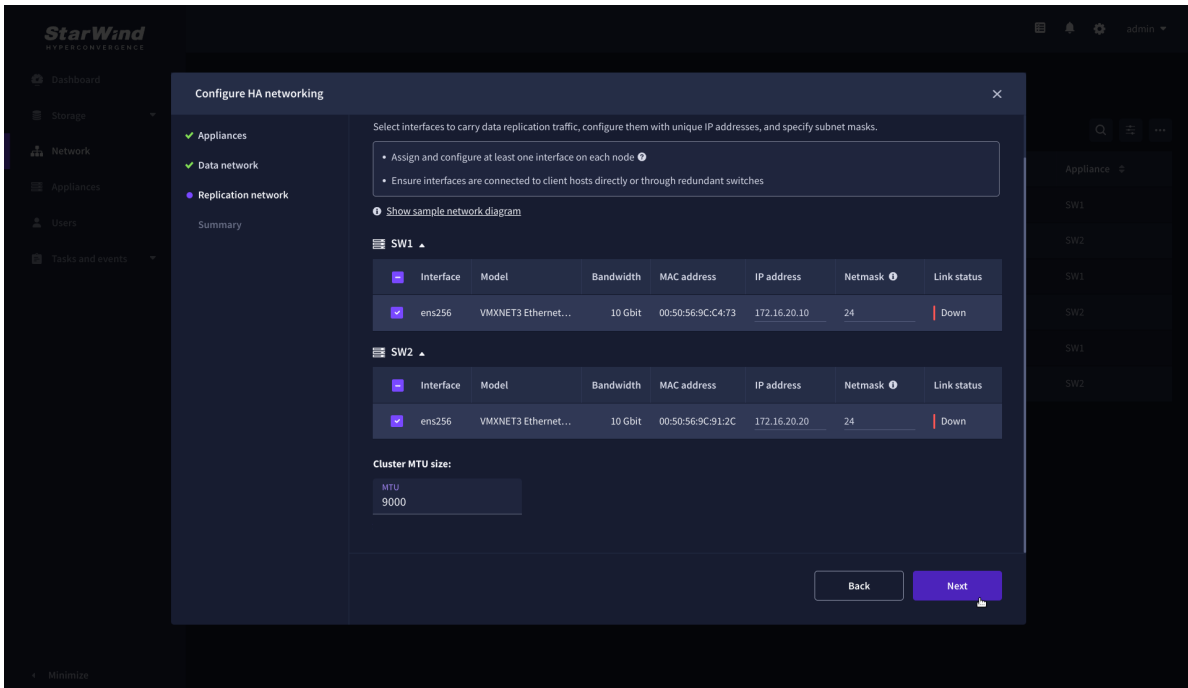 StarWind
HYPERCONVERGENCE
admin
Dashboard
Storage
Network
Appliances
Users
Tasks and events
Minimize
Configure HA networking
Appliances
Data network
Replication network
Summary
Select interfaces to carry data replication traffic, configure them with unique IP addresses, and specify subnet masks.
• Assign and configure at least one interface on each node
• Ensure interfaces are connected to client hosts directly or through redundant switches
Show sample network diagram
SW1
Interface Model Bandwidth MAC address IP address Netmask Link status
ens256 VMXNET3 Ethernet... 10 Gbit 00:50:56:9C:C4:73 172.16.20.10 24 Down
SW2
Interface Model Bandwidth MAC address IP address Netmask Link status
ens256 VMXNET3 Ethernet... 10 Gbit 00:50:56:9C:91:2C 172.16.20.20 24 Down
Cluster MTU size:
MTU
9000
Back Next
Appliance
SW1
SW2
SW1
SW2
SW1
SW2